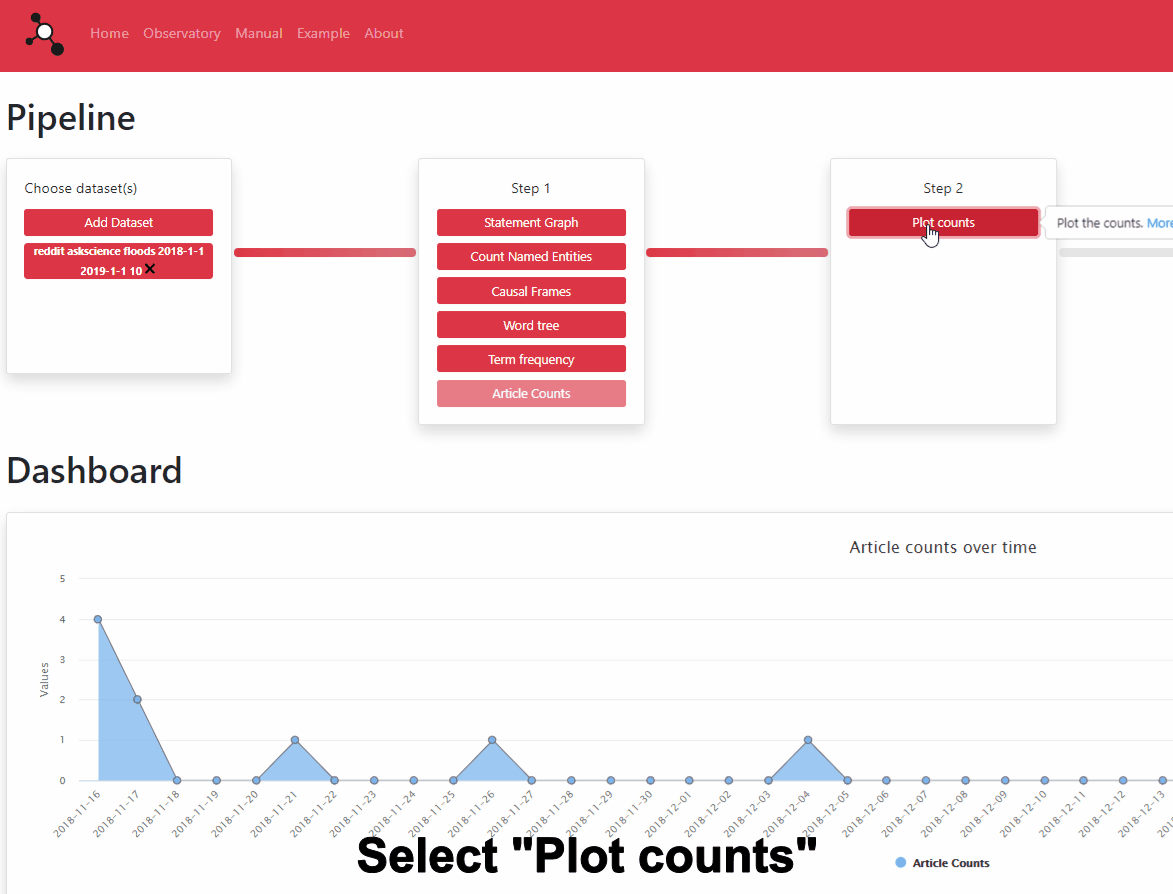 Home Observatory Manual Example About
Pipeline
Choose dataset(s)
Add Dataset
reddit askscience floods 2018-1-1
2019-1-1 10
Step 1
Statement Graph
Count Named Entities
Causal Frames
Word tree
Term frequency
Article Counts
Step 2
Plot counts
Plot the counts. More
Dashboard
Article counts over time
Values
5
4
3
2
1
0
2018-11-16
2018-11-17
2018-11-18
2018-11-19
2018-11-20
2018-11-21
2018-11-22
2018-11-23
2018-11-24
2018-11-25
2018-11-26
2018-11-27
2018-11-28
2018-11-29
2018-11-30
2018-12-01
2018-12-02
2018-12-03
2018-12-04
2018-12-05
2018-12-06
2018-12-07
2018-12-08
2018-12-09
2018-12-10
2018-12-11
2018-12-12
2018-12-13
Select "Plot counts"
Article Counts